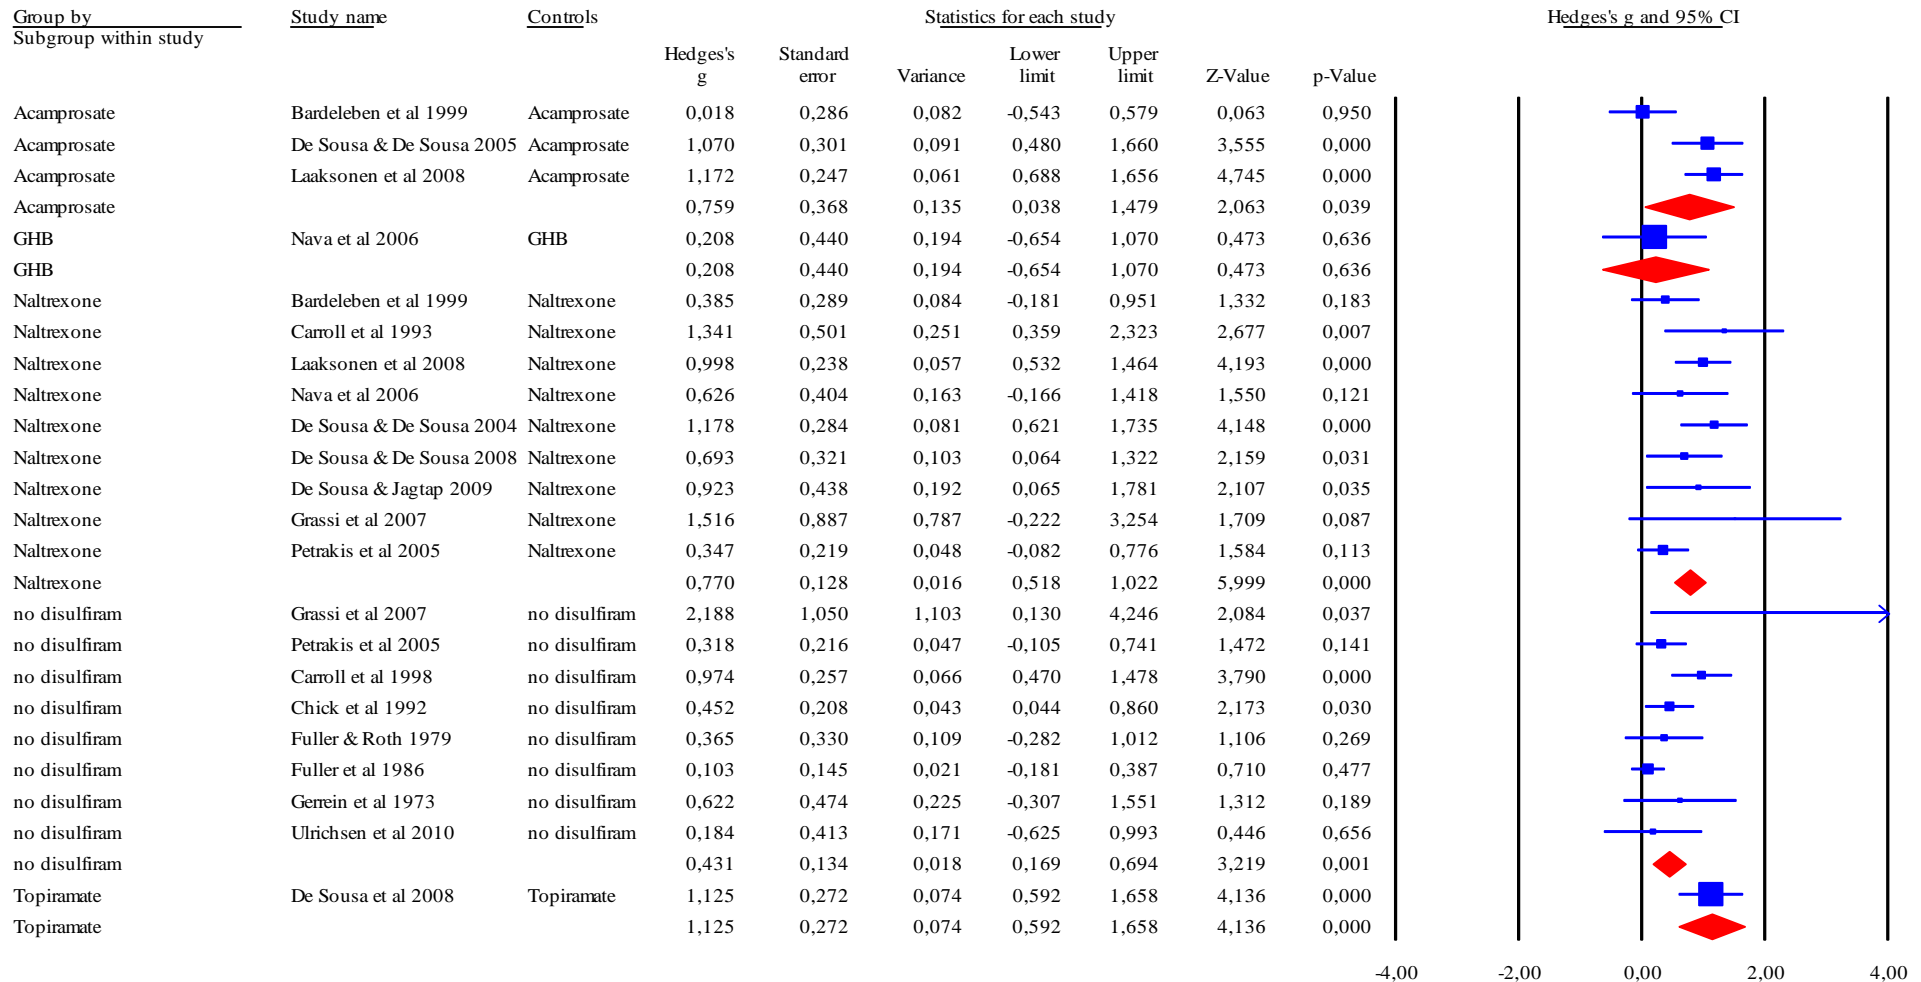 Group by Study name Controls Statistics for each study Hedges's g and 95% CI
Subgroup within study
Hedges's Standard Lower Upper
g error Variance limit limit Z-Value p-Value
Acamprosate Bardeleben et al 1999 Acamprosate 0,018 0,286 0,082 -0,543 0,579 0,063 0,950
Acamprosate De Sousa & De Sousa 2005 Acamprosate 1,070 0,301 0,091 0,480 1,660 3,555 0,000
Acamprosate Laaksonen et al 2008 Acamprosate 1,172 0,247 0,061 0,688 1,656 4,745 0,000
Acamprosate 0,759 0,368 0,135 0,038 1,479 2,063 0,039
GHB Nava et al 2006 GHB 0,208 0,440 0,194 -0,654 1,070 0,473 0,636
GHB 0,208 0,440 0,194 -0,654 1,070 0,473 0,636
Naltrexone Bardeleben et al 1999 Naltrexone 0,385 0,289 0,084 -0,181 0,951 1,332 0,183
Naltrexone Carroll et al 1993 Naltrexone 1,341 0,501 0,251 0,359 2,323 2,677 0,007
Naltrexone Laaksonen et al 2008 Naltrexone 0,998 0,238 0,057 0,532 1,464 4,193 0,000
Naltrexone Nava et al 2006 Naltrexone 0,626 0,404 0,163 -0,166 1,418 1,550 0,121
Naltrexone De Sousa & De Sousa 2004 Naltrexone 1,178 0,284 0,081 0,621 1,735 4,148 0,000
Naltrexone De Sousa & De Sousa 2008 Naltrexone 0,693 0,321 0,103 0,064 1,322 2,159 0,031
Naltrexone De Sousa & Jagtap 2009 Naltrexone 0,923 0,438 0,192 0,065 1,781 2,107 0,035
Naltrexone Grassi et al 2007 Naltrexone 1,516 0,887 0,787 -0,222 3,254 1,709 0,087
Naltrexone Petrakis et al 2005 Naltrexone 0,347 0,219 0,048 -0,082 0,776 1,584 0,113
Naltrexone 0,770 0,128 0,016 0,518 1,022 5,999 0,000
no disulfiram Grassi et al 2007 no disulfiram 2,188 1,050 1,103 0,130 4,246 2,084 0,037
no disulfiram Petrakis et al 2005 no disulfiram 0,318 0,216 0,047 -0,105 0,741 1,472 0,141
no disulfiram Carroll et al 1998 no disulfiram 0,974 0,257 0,066 0,470 1,478 3,790 0,000
no disulfiram Chick et al 1992 no disulfiram 0,452 0,208 0,043 0,044 0,860 2,173 0,030
no disulfiram Fuller & Roth 1979 no disulfiram 0,365 0,330 0,109 -0,282 1,012 1,106 0,269
no disulfiram Fuller et al 1986 no disulfiram 0,103 0,145 0,021 -0,181 0,387 0,710 0,477
no disulfiram Gerrein et al 1973 no disulfiram 0,622 0,474 0,225 -0,307 1,551 1,312 0,189
no disulfiram Ulrichsen et al 2010 no disulfiram 0,184 0,413 0,171 -0,625 0,993 0,446 0,656
no disulfiram 0,431 0,134 0,018 0,169 0,694 3,219 0,001
Topiramate De Sousa et al 2008 Topiramate 1,125 0,272 0,074 0,592 1,658 4,136 0,000
Topiramate 1,125 0,272 0,074 0,592 1,658 4,136 0,000
-4,00 -2,00 0,00 2,00 4,00